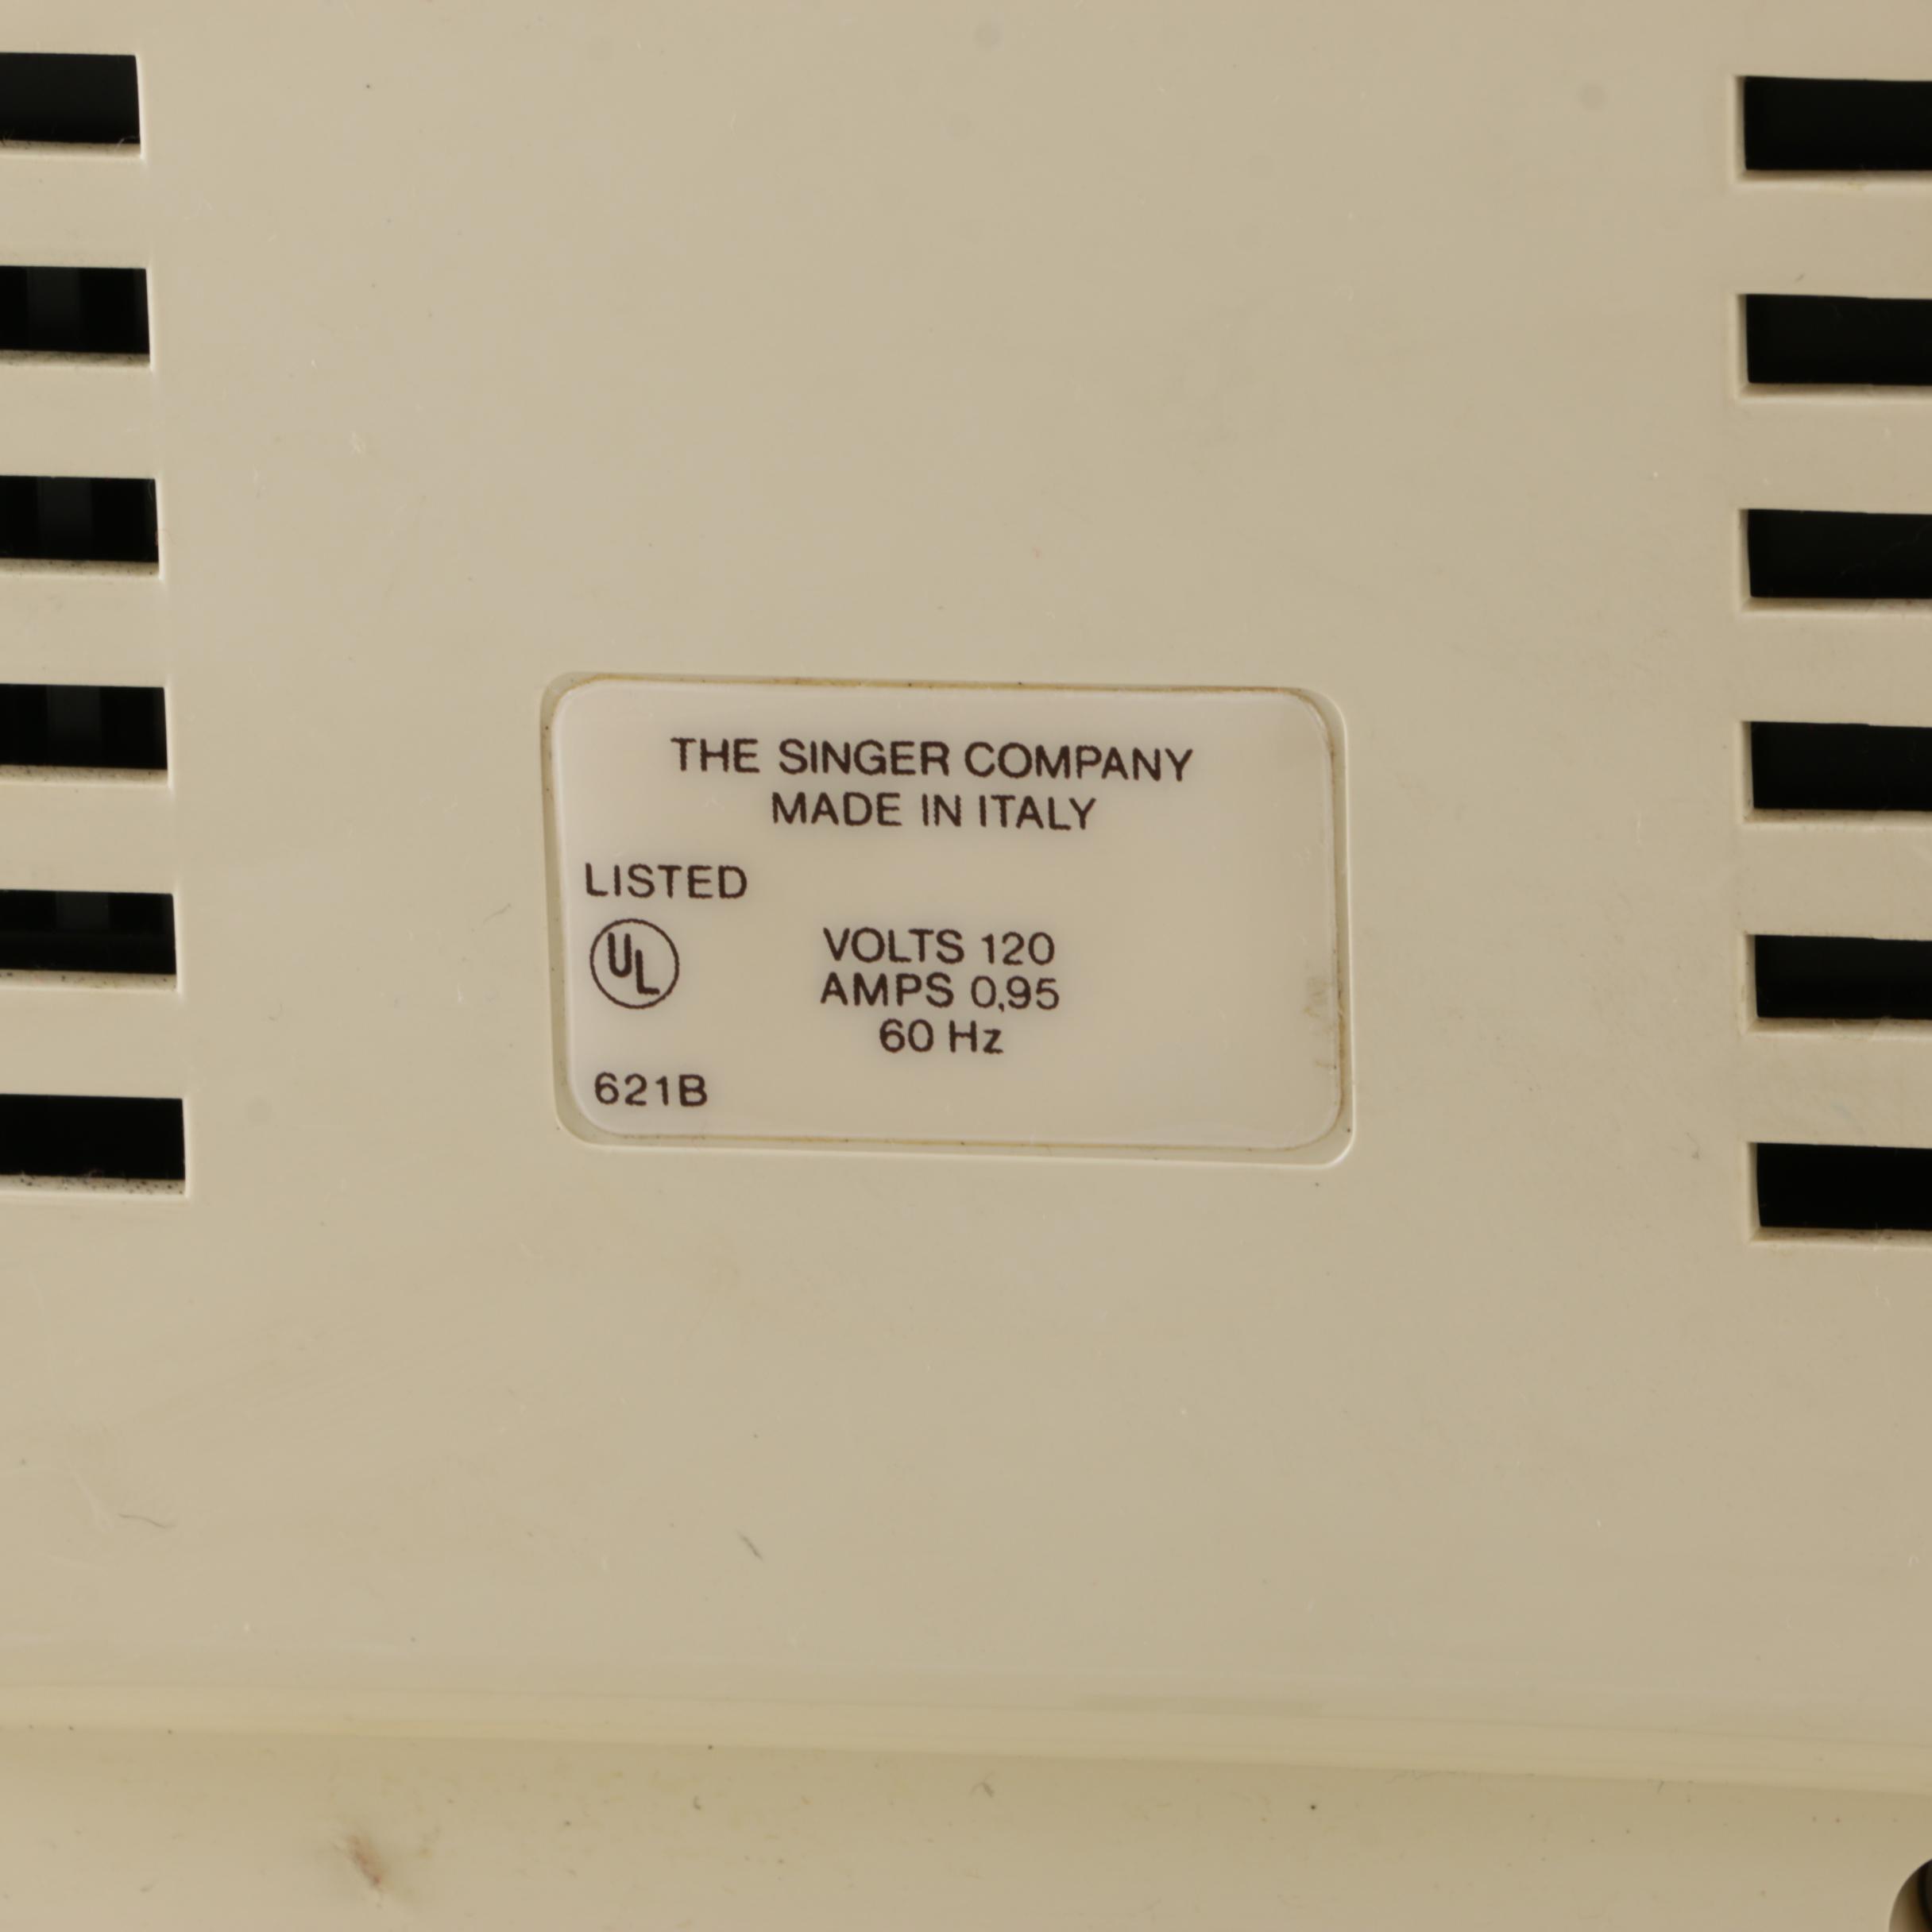 THE SINGER COMPANY
MADE IN ITALY
LISTED
UL
VOLTS 120
AMPS 0,95
60 Hz
621B